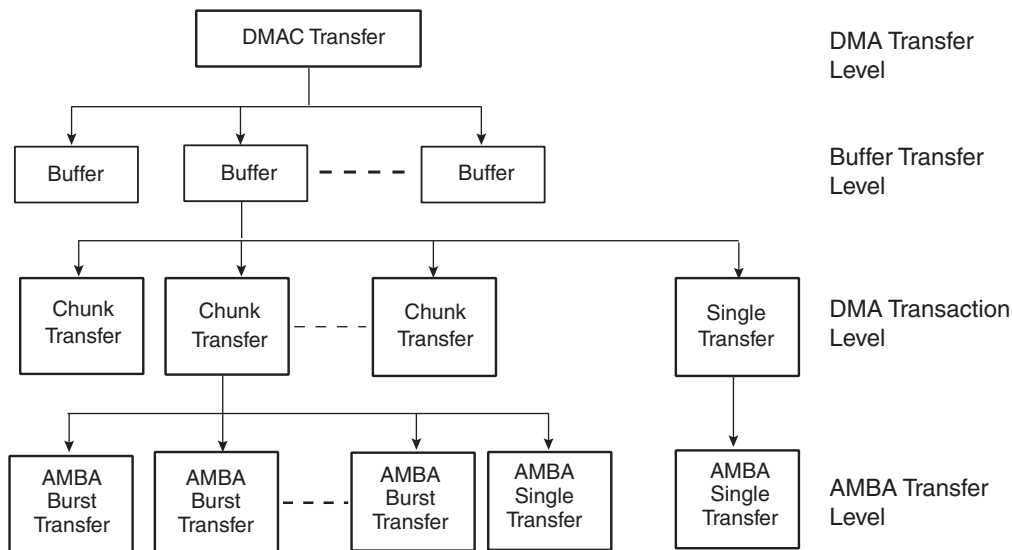 DMAC Transfer
DMA Transfer
Level
Buffer
Buffer
Buffer
Buffer Transfer
Level
Chunk
Transfer
Chunk
Transfer
Chunk
Transfer
Single
Transfer
DMA Transaction
Level
AMBA
Burst
Transfer
AMBA
Burst
Transfer
AMBA
Burst
Transfer
AMBA
Single
Transfer
AMBA
Single
Transfer
AMBA Transfer
Level